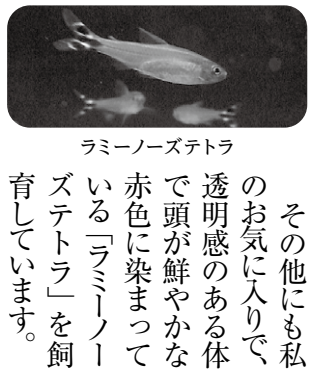 ラミーノーズテトラ
その他にも私
のお気に入りで、
透明感のある体
で頭が鮮やかな
赤色に染まって
いる「ラミーノー
ズテトラ」を飼
育しています。